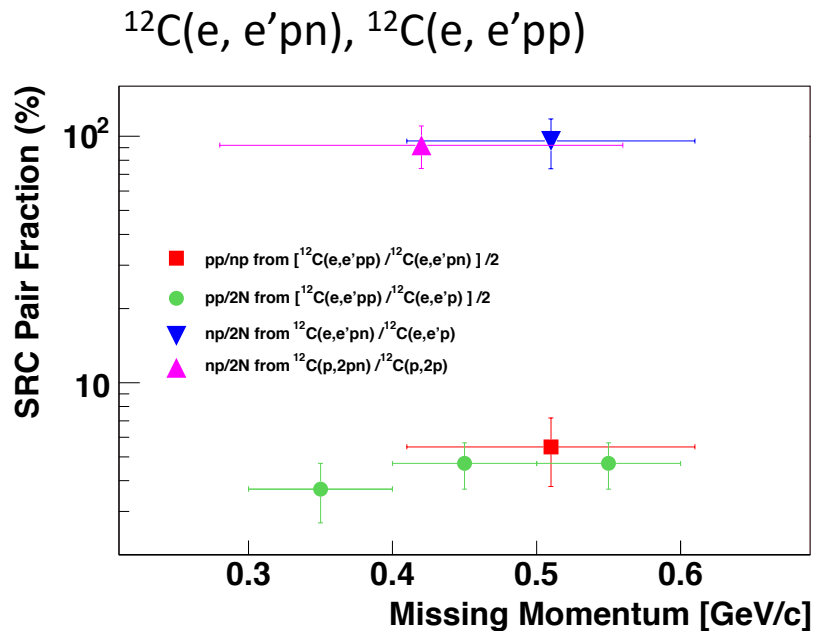 ¹²C(e, e’pn), ¹²C(e, e’pp)
SRC Pair Fraction (%)
10²
10
pp/np from [¹²C(e,e'pp) /¹²C(e,e'pn) ] /2
pp/2N from [¹²C(e,e'pp) /¹²C(e,e'p) ] /2
np/2N from ¹²C(e,e'pn) /¹²C(e,e'p)
np/2N from ¹²C(p,2pn) /¹²C(p,2p)
0.3 0.4 0.5 0.6
Missing Momentum [GeV/c]